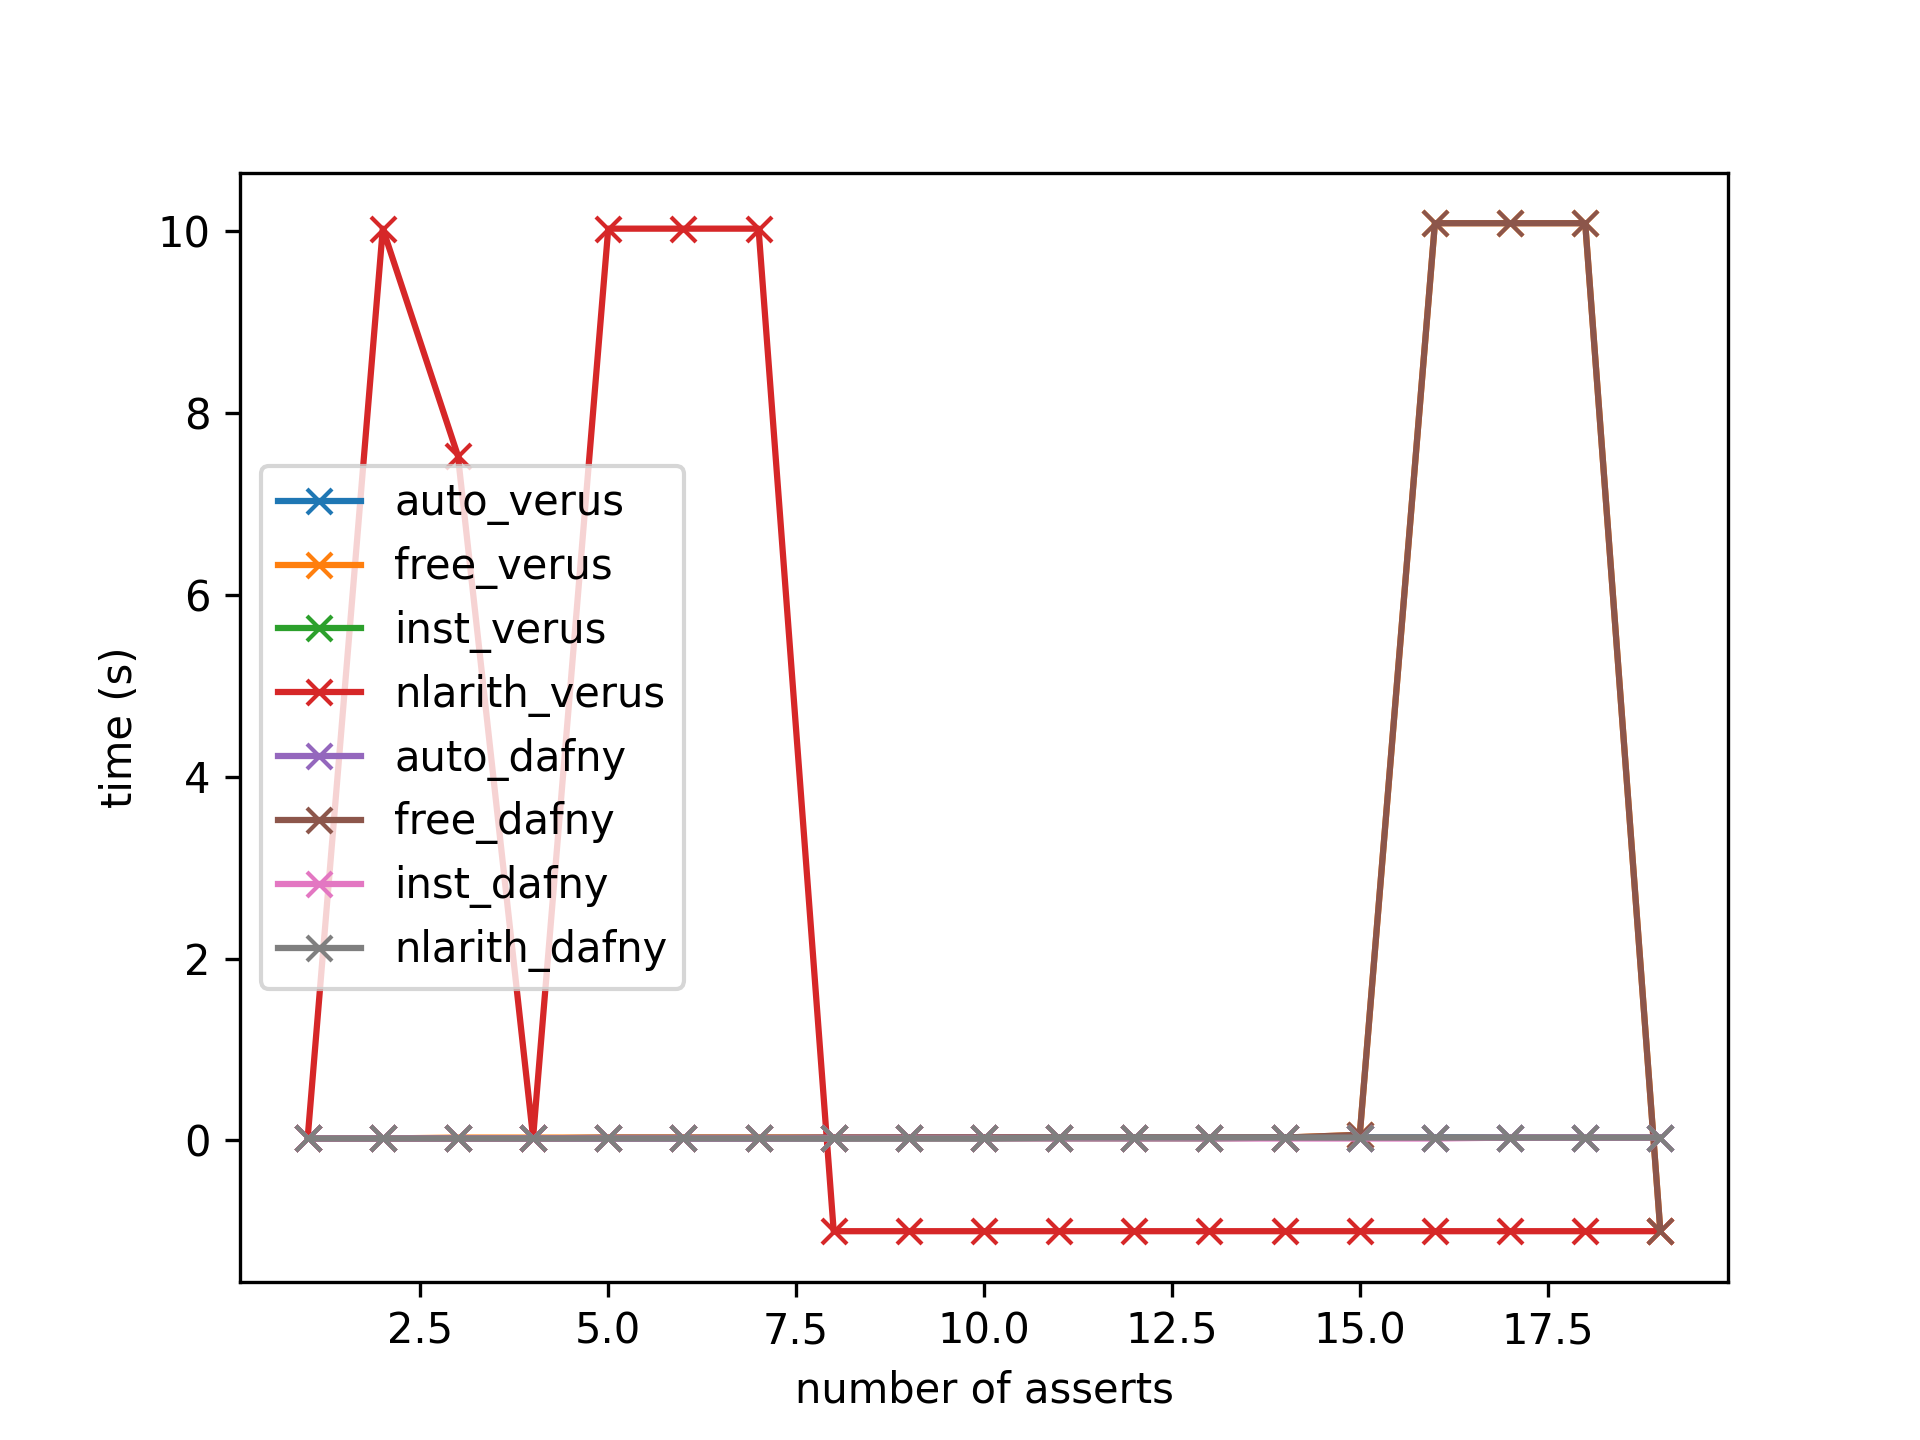 10
8
6
4
2
0
time (s)
auto_verus
free_verus
inst_verus
nlarith_verus
auto_dafny
free_dafny
inst_dafny
nlarith_dafny
2.5 5.0 7.5 10.0 12.5 15.0 17.5
number of asserts